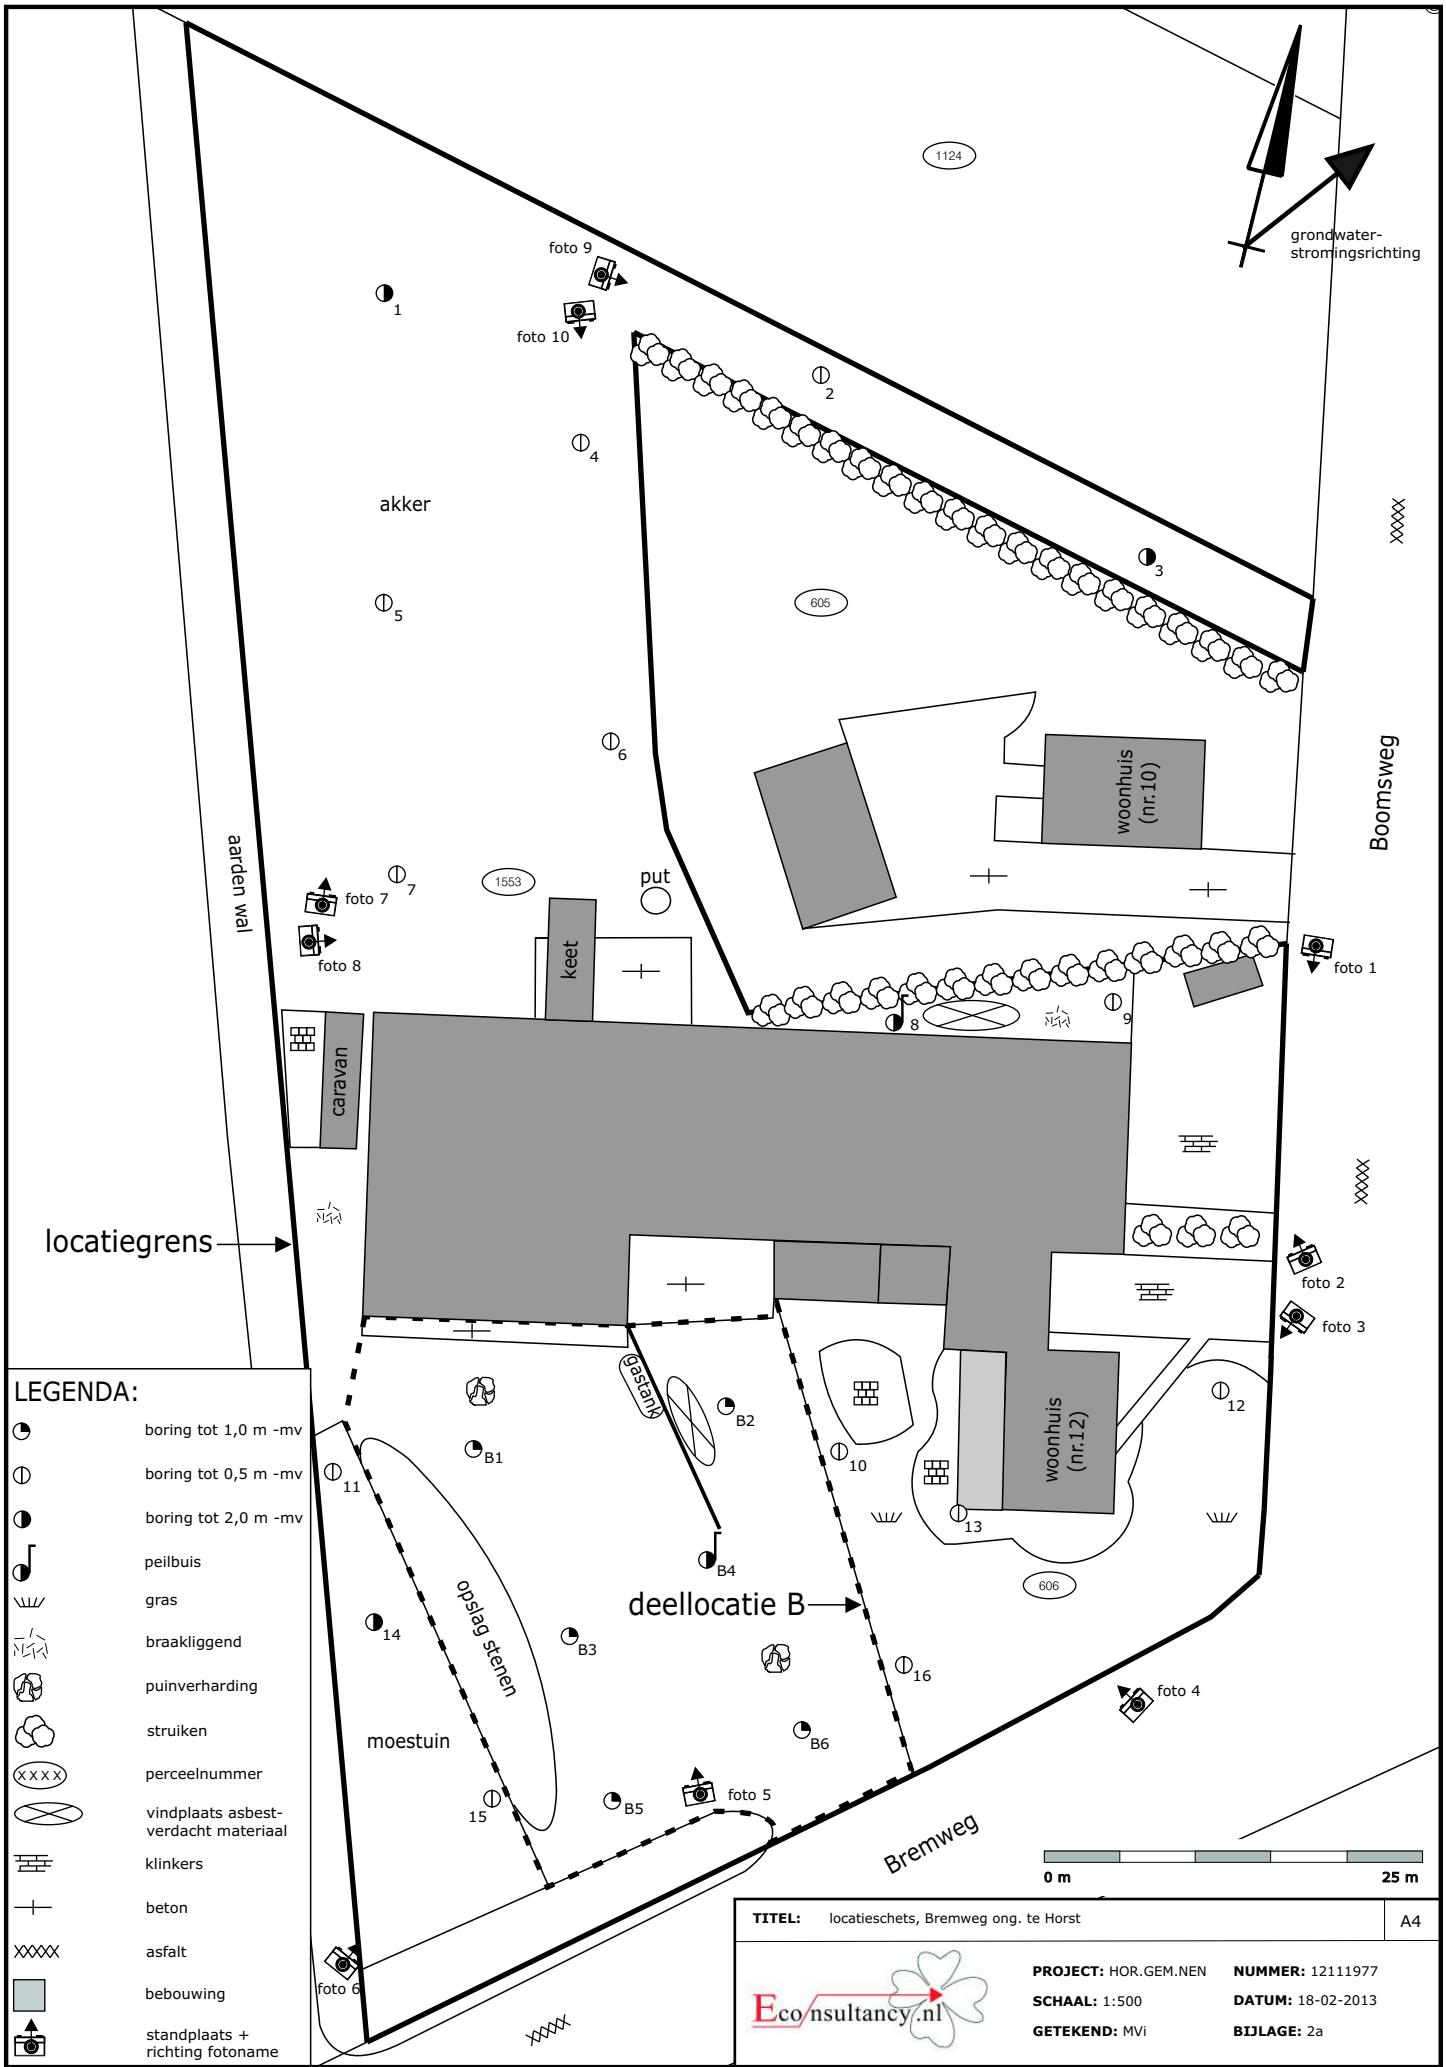 1124
grondwater-
stromingsrichting
foto 9
1
foto 10
2
4
akker
3
5
605
6
woonhuis
(nr.10)
Boomsweg
aarden wal
7
1553
put
foto 7
keet
foto 8
foto 1
8
9
caravan
locatiegrens
foto 2
foto 3
gastank
B2
12
B1
10
woonhuis
(nr.12)
11
13
B4
606
deellocatie B
opslag stenen
14
B3
16
foto 4
B6
moestuin
foto 5
15
B5
Bremweg
foto 6
0 m
25 m
LEGENDA:
boring tot 1,0 m -mv
boring tot 0,5 m -mv
boring tot 2,0 m -mv
peilbuis
gras
braakliggend
puinverharding
struiken
xxxx perceelnummer
vindplaats asbest-
verdacht materiaal
klinkers
beton
asfalt
bebouwing
standplaats +
richting fotoname
TITEL: locatieschets, Bremweg ong. te Horst
A4
Econsultancy.nl
PROJECT: HOR.GEM.NEN NUMMER: 12111977
SCHAAL: 1:500 DATUM: 18-02-2013
GETEKEND: MVi BIJLAGE: 2a